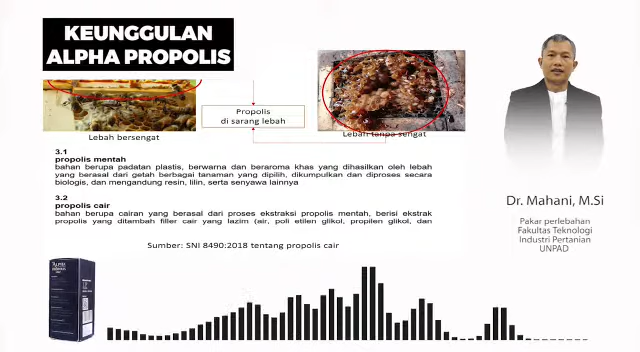 KEUNGGULAN
ALPHA PROPOLIS
Propolis
di sarang lebah
Lebah bersengat
Lebah tanpa sengat
3.1
propolis mentah
bahan berupa padatan plastis, berwarna dan beraroma khas yang dihasilkan oleh lebah
yang berasal dari getah berbagai tanaman yang dipilih, dikumpulkan dan diproses secara
biologis, dan mengandung resin, lilin, serta senyawa lainnya
3.2
propolis cair
bahan berupa cairan yang berasal dari proses ekstraksi propolis mentah, berisi ekstrak
propolis yang ditambah filler cair yang lazim (air, poli etilen glikol, propilen glikol, dan
Sumber: SNI 8490:2018 tentang propolis cair
Dr. Mahani, M.Si
Pakar perlebahan
Fakultas Teknologi
Industri Pertanian
UNPAD